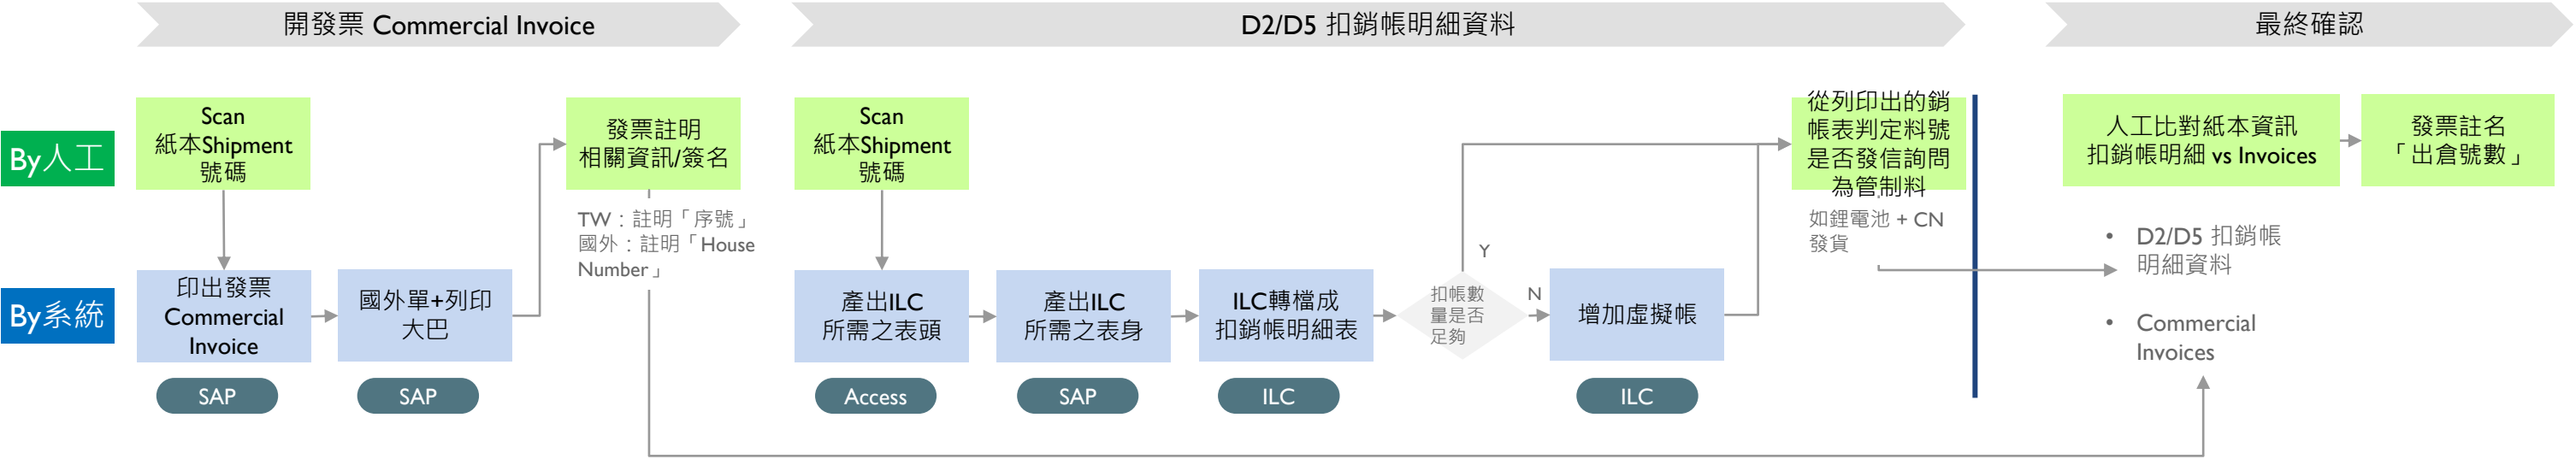 開發票 Commercial Invoice
D2/D5 扣銷帳明細資料
最終確認
By人工
Scan
紙本Shipment
號碼
發票註明
相關資訊/簽名
TW：註明「序號」
國外：註明「House
Number」
Scan
紙本Shipment
號碼
從列印出的銷
帳表判定料號
是否發信詢問
為管制料
如鋰電池 + CN
發貨
人工比對紙本資訊
扣銷帳明細 vs Invoices
發票註名
「出倉號數」
By系統
印出發票
Commercial
Invoice
SAP
國外單+列印
大巴
SAP
產出ILC
所需之表頭
Access
產出ILC
所需之表身
SAP
ILC轉檔成
扣銷帳明細表
ILC
扣帳數
量是否
足夠
Y
N
增加虛擬帳
ILC
• D2/D5 扣銷帳
明細資料
• Commercial
Invoices